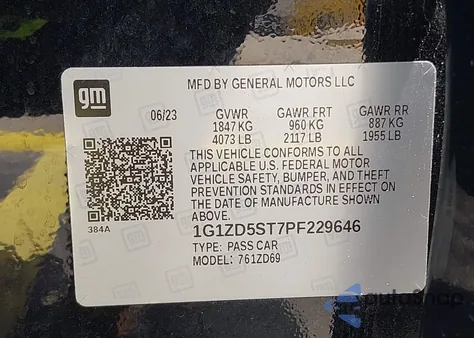 gm
MFD BY GENERAL MOTORS LLC
06/23 GVWR GAWR FRT GAWR RR
1847 KG 960 KG 887 KG
4073 LB 2117 LB 1955 LB
THIS VEHICLE CONFORMS TO ALL
APPLICABLE U.S. FEDERAL MOTOR
VEHICLE SAFETY, BUMPER, AND THEFT
PREVENTION STANDARDS IN EFFECT ON
THE DATE OF MANUFACTURE SHOWN
ABOVE.
384A
1G1ZD5ST7PF229646
TYPE: PASS CAR
MODEL: 761ZD69
autosnap